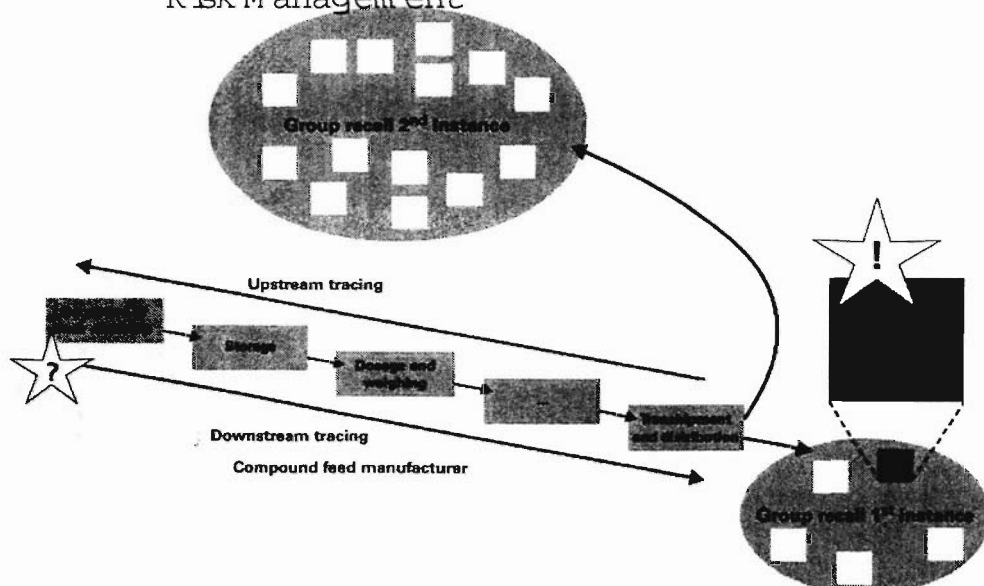 Risk Management
Group recall 2nd instance
!
Upstream tracing
Storage
?
Dosage and
weighing
...
and distribution
Downstream tracing
Compound feed manufacturer
Group recall 1st instance